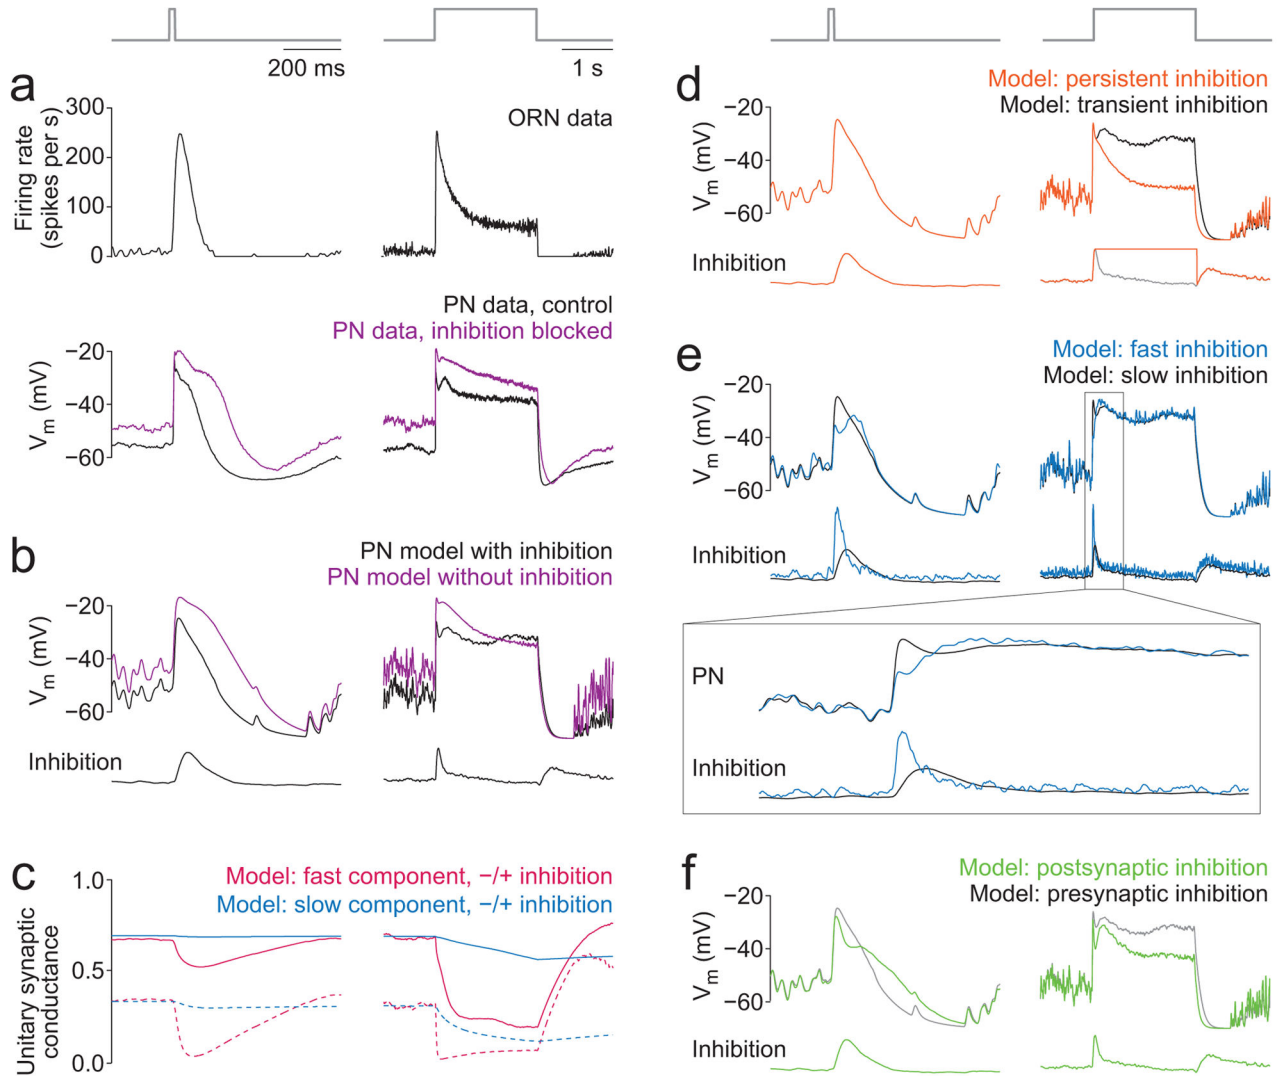 200 ms
1 s
a
Firing rate
(spikes per s)
300
200
100
0
ORN data
PN data, control
PN data, inhibition blocked
Vm (mV)
−20
−40
−60
b
PN model with inhibition
PN model without inhibition
Vm (mV)
−20
−40
−60
Inhibition
c
Model: fast component, −/+ inhibition
Model: slow component, −/+ inhibition
Unitary synaptic
conductance
1.0
0.5
0.0
d
Model: persistent inhibition
Model: transient inhibition
Vm (mV)
−20
−40
−60
Inhibition
e
Model: fast inhibition
Model: slow inhibition
Vm (mV)
−20
−40
−60
Inhibition
PN
Inhibition
f
Model: postsynaptic inhibition
Model: presynaptic inhibition
Vm (mV)
−20
−40
−60
Inhibition